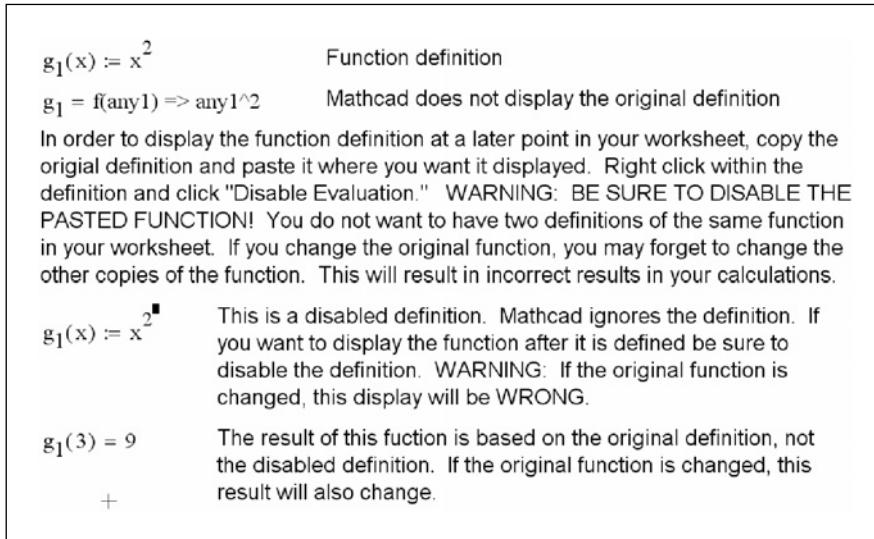 g₁(x) := x² Function definition
g₁ = f(any1) => any1^2 Mathcad does not display the original definition
In order to display the function definition at a later point in your worksheet, copy the
origial definition and paste it where you want it displayed. Right click within the
definition and click "Disable Evaluation." WARNING: BE SURE TO DISABLE THE
PASTED FUNCTION! You do not want to have two definitions of the same function
in your worksheet. If you change the original function, you may forget to change the
other copies of the function. This will result in incorrect results in your calculations.
g₁(x) := x²▪ This is a disabled definition. Mathcad ignores the definition. If
you want to display the function after it is defined be sure to
disable the definition. WARNING: If the original function is
changed, this display will be WRONG.
g₁(3) = 9 The result of this fuction is based on the original definition, not
the disabled definition. If the original function is changed, this
result will also change.